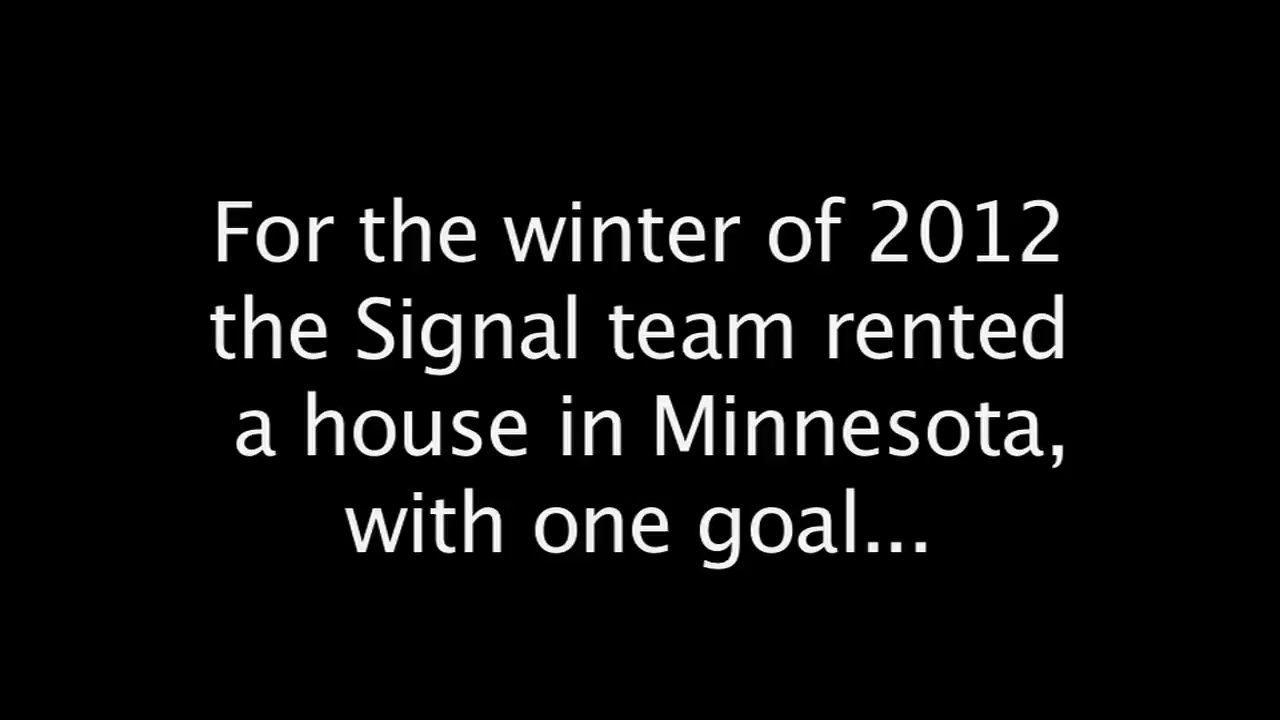 For the winter of 2012
the Signal team rented
a house in Minnesota,
with one goal...